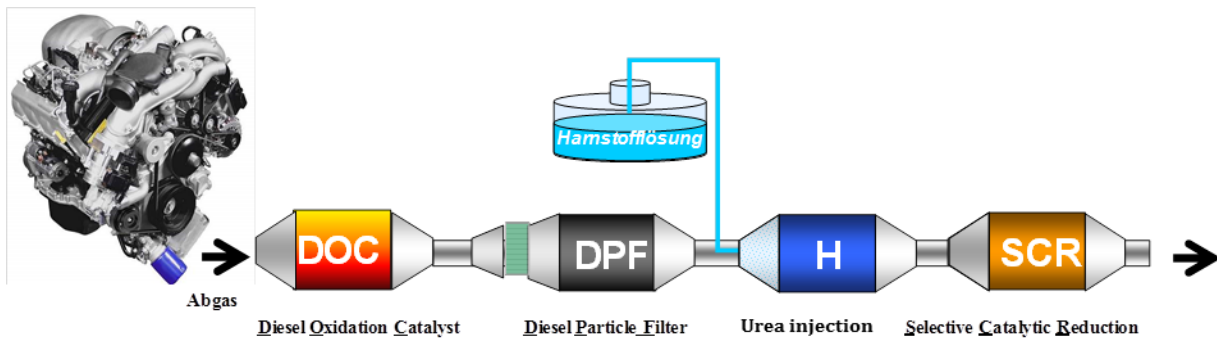 Harnstofflösung
DOC
DPF
H
SCR
Abgas
Diesel Oxidation Catalyst
Diesel Particle Filter
Urea injection
Selective Catalytic Reduction